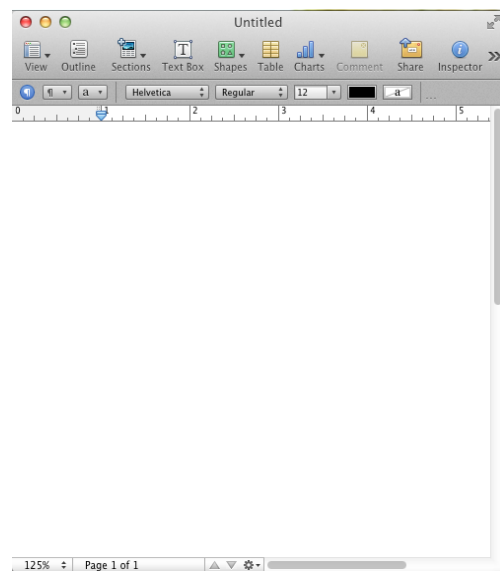 Untitled
View Outline Sections Text Box Shapes Table Charts Comment Share Inspector
¶ a Helvetica Regular 12 a ...
0 1 2 3 4 5
125% Page 1 of 1